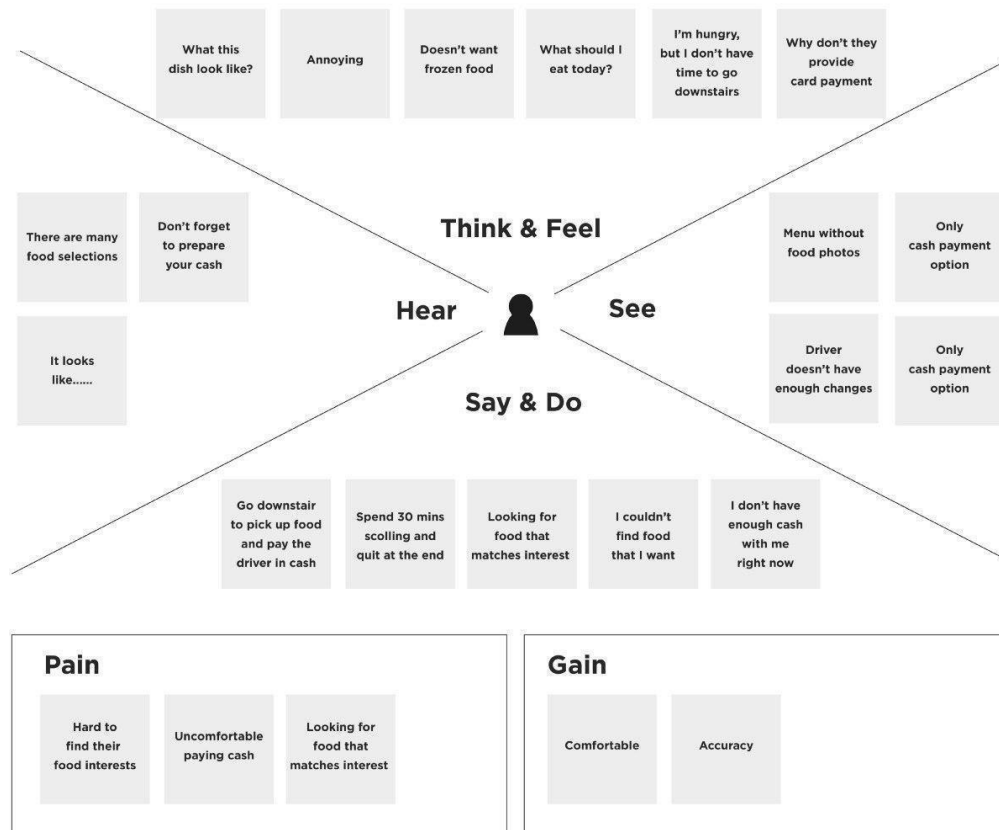 What this
dish look like?
Annoying
Doesn't want
frozen food
What should I
eat today?
I'm hungry,
but I don't have
time to go
downstairs
Why don't they
provide
card payment
Think & Feel
There are many
food selections
Don't forget
to prepare
your cash
It looks
like......
Hear
See
Menu without
food photos
Only
cash payment
option
Driver
doesn't have
enough changes
Only
cash payment
option
Say & Do
Go downstair
to pick up food
and pay the
driver in cash
Spend 30 mins
scolling and
quit at the end
Looking for
food that
matches interest
I couldn't
find food
that I want
I don't have
enough cash
with me
right now
Pain
Hard to
find their
food interests
Uncomfortable
paying cash
Looking for
food that
matches interest
Gain
Comfortable
Accuracy